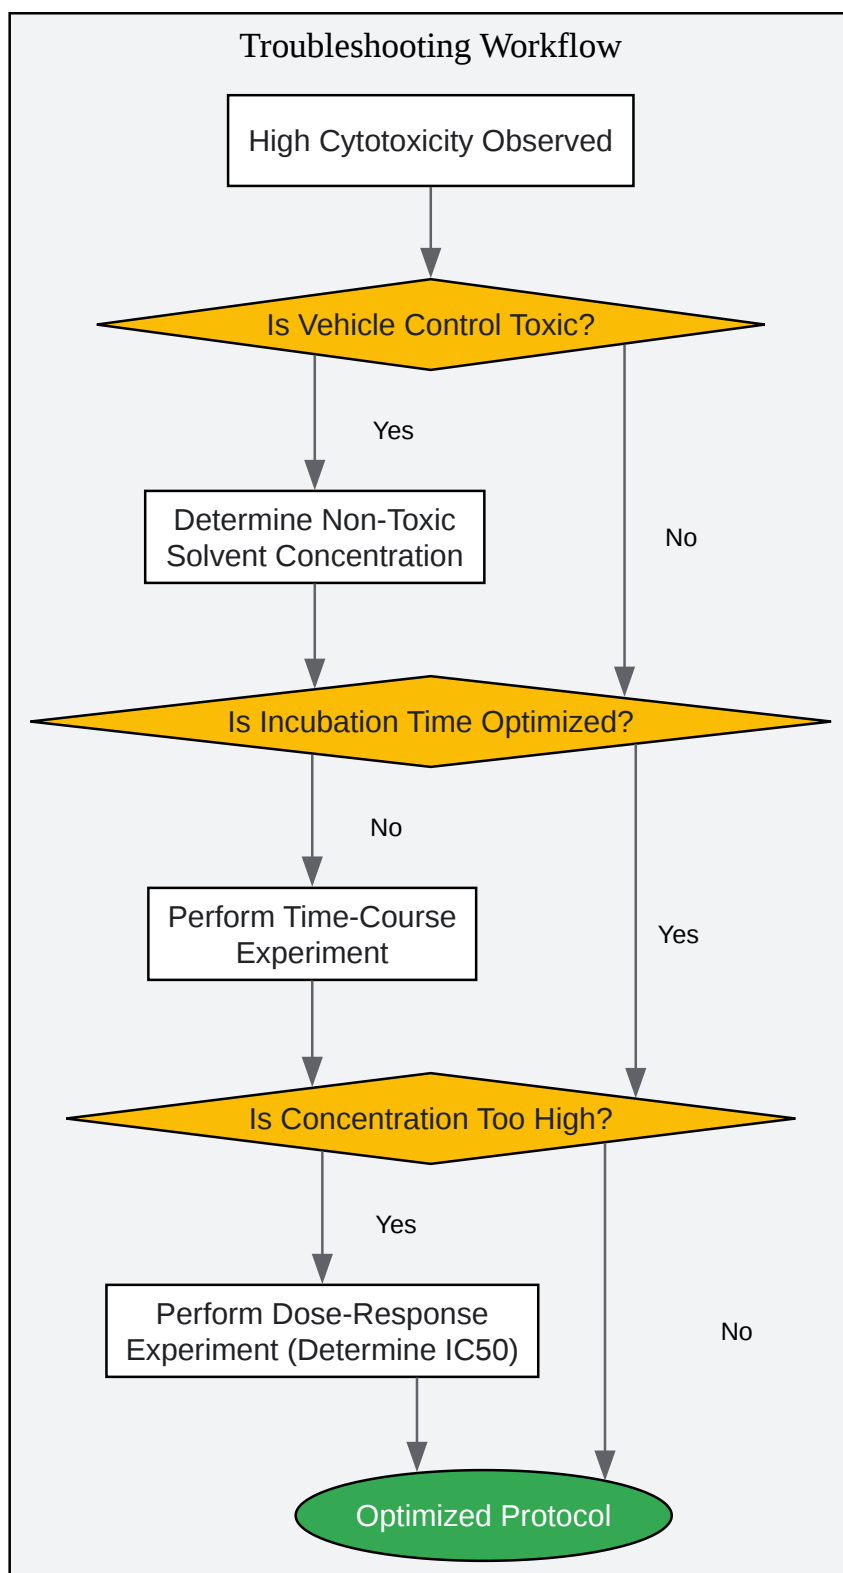 Troubleshooting Workflow
High Cytotoxicity Observed
Is Vehicle Control Toxic?
Yes
Determine Non-Toxic
Solvent Concentration
No
Is Incubation Time Optimized?
No
Perform Time-Course
Experiment
Yes
Is Concentration Too High?
Yes
Perform Dose-Response
Experiment (Determine IC50)
No
Optimized Protocol